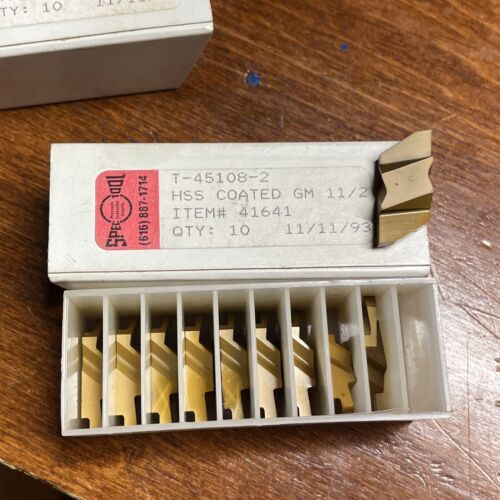 TY: 10 11/11/
SPEC TOOL
(616) 887-1714
T-45108-2
HSS COATED GM 11/2
ITEM# 41641
QTY: 10 11/11/93